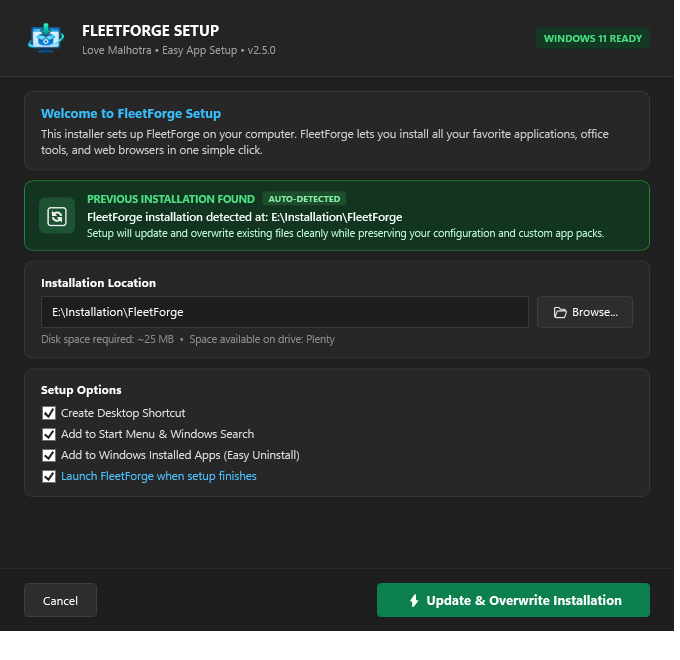 FLEETFORGE SETUP
Love Malhotra • Easy App Setup • v2.5.0
WINDOWS 11 READY
Welcome to FleetForge Setup
This installer sets up FleetForge on your computer. FleetForge lets you install all your favorite applications, office
tools, and web browsers in one simple click.
PREVIOUS INSTALLATION FOUND AUTO-DETECTED
FleetForge installation detected at: E:\Installation\FleetForge
Setup will update and overwrite existing files cleanly while preserving your configuration and custom app packs.
Installation Location
E:\Installation\FleetForge
Browse...
Disk space required: ~25 MB • Space available on drive: Plenty
Setup Options
Create Desktop Shortcut
Add to Start Menu & Windows Search
Add to Windows Installed Apps (Easy Uninstall)
Launch FleetForge when setup finishes
Cancel
Update & Overwrite Installation